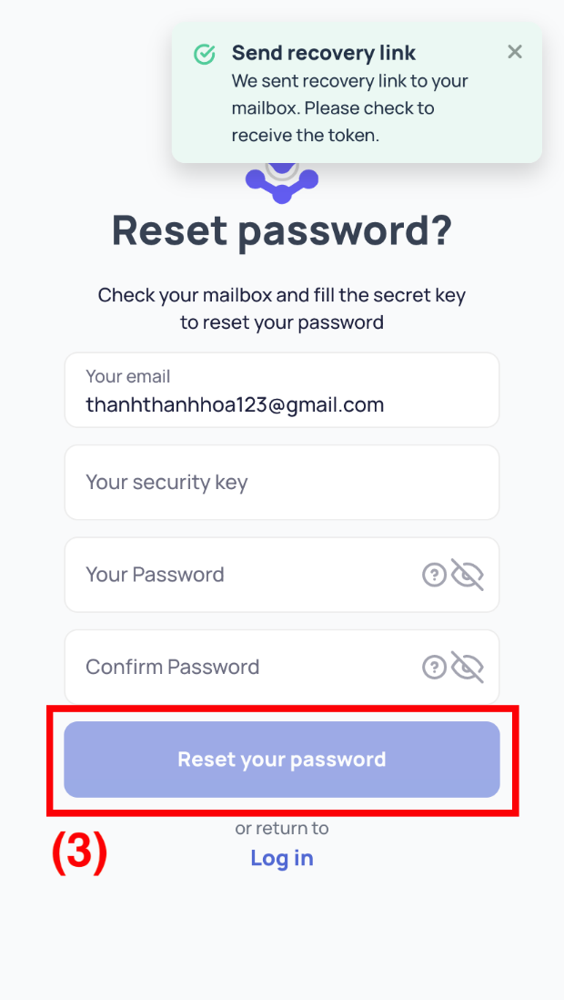 Send recovery link
We sent recovery link to your
mailbox. Please check to
receive the token.
Reset password?
Check your mailbox and fill the secret key
to reset your password
Your email
thanhthanhhoa123@gmail.com
Your security key
Your Password
Confirm Password
Reset your password
(3)
or return to
Log in